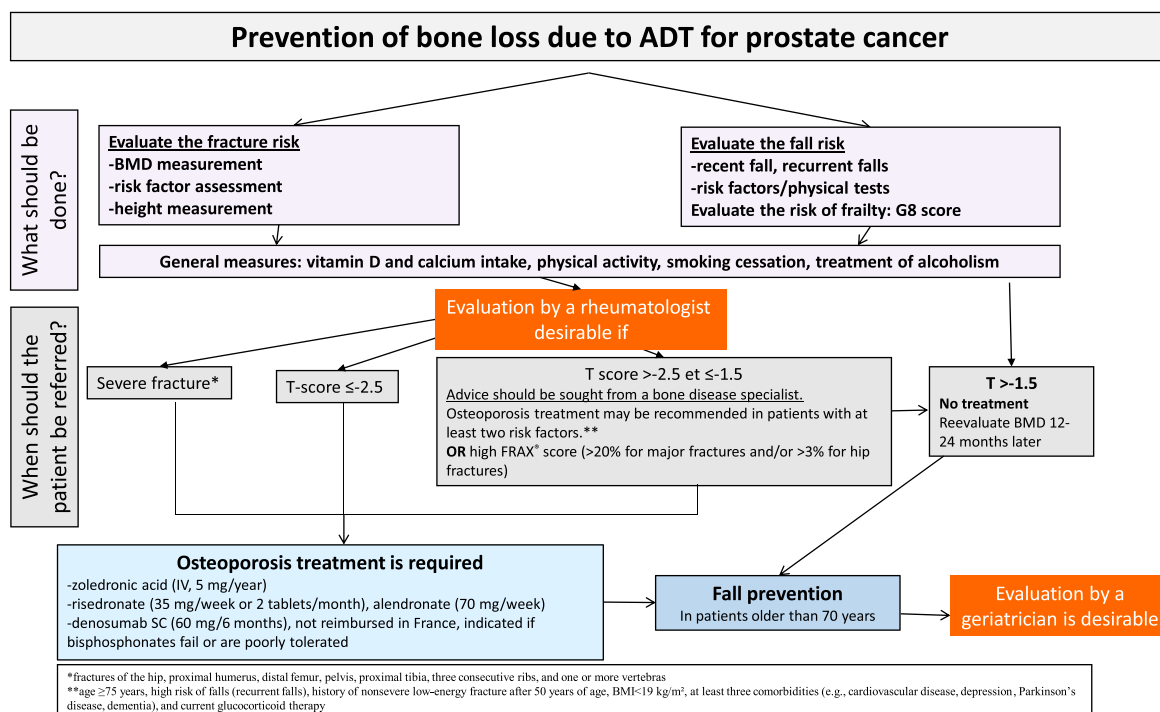 Prevention of bone loss due to ADT for prostate cancer
What should be
done?
Evaluate the fracture risk
-BMD measurement
-risk factor assessment
-height measurement
Evaluate the fall risk
-recent fall, recurrent falls
-risk factors/physical tests
Evaluate the risk of frailty: G8 score
General measures: vitamin D and calcium intake, physical activity, smoking cessation, treatment of alcoholism
When should the
patient be referred?
Evaluation by a rheumatologist
desirable if
Severe fracture*
T-score ≤-2.5
T score >-2.5 et ≤-1.5
Advice should be sought from a bone disease specialist.
Osteoporosis treatment may be recommended in patients with at
least two risk factors.**
OR high FRAX® score (>20% for major fractures and/or >3% for hip
fractures)
T >-1.5
No treatment
Reevaluate BMD 12-
24 months later
Osteoporosis treatment is required
-zoledronic acid (IV, 5 mg/year)
-risedronate (35 mg/week or 2 tablets/month), alendronate (70 mg/week)
-denosumab SC (60 mg/6 months), not reimbursed in France, indicated if
bisphosphonates fail or are poorly tolerated
Fall prevention
In patients older than 70 years
Evaluation by a
geriatrician is desirable
*fractures of the hip, proximal humerus, distal femur, pelvis, proximal tibia, three consecutive ribs, and one or more vertebras
**age ≥75 years, high risk of falls (recurrent falls), history of nonsevere low-energy fracture after 50 years of age, BMI<19 kg/m², at least three comorbidities (e.g., cardiovascular disease, depression, Parkinson's
disease, dementia), and current glucocorticoid therapy